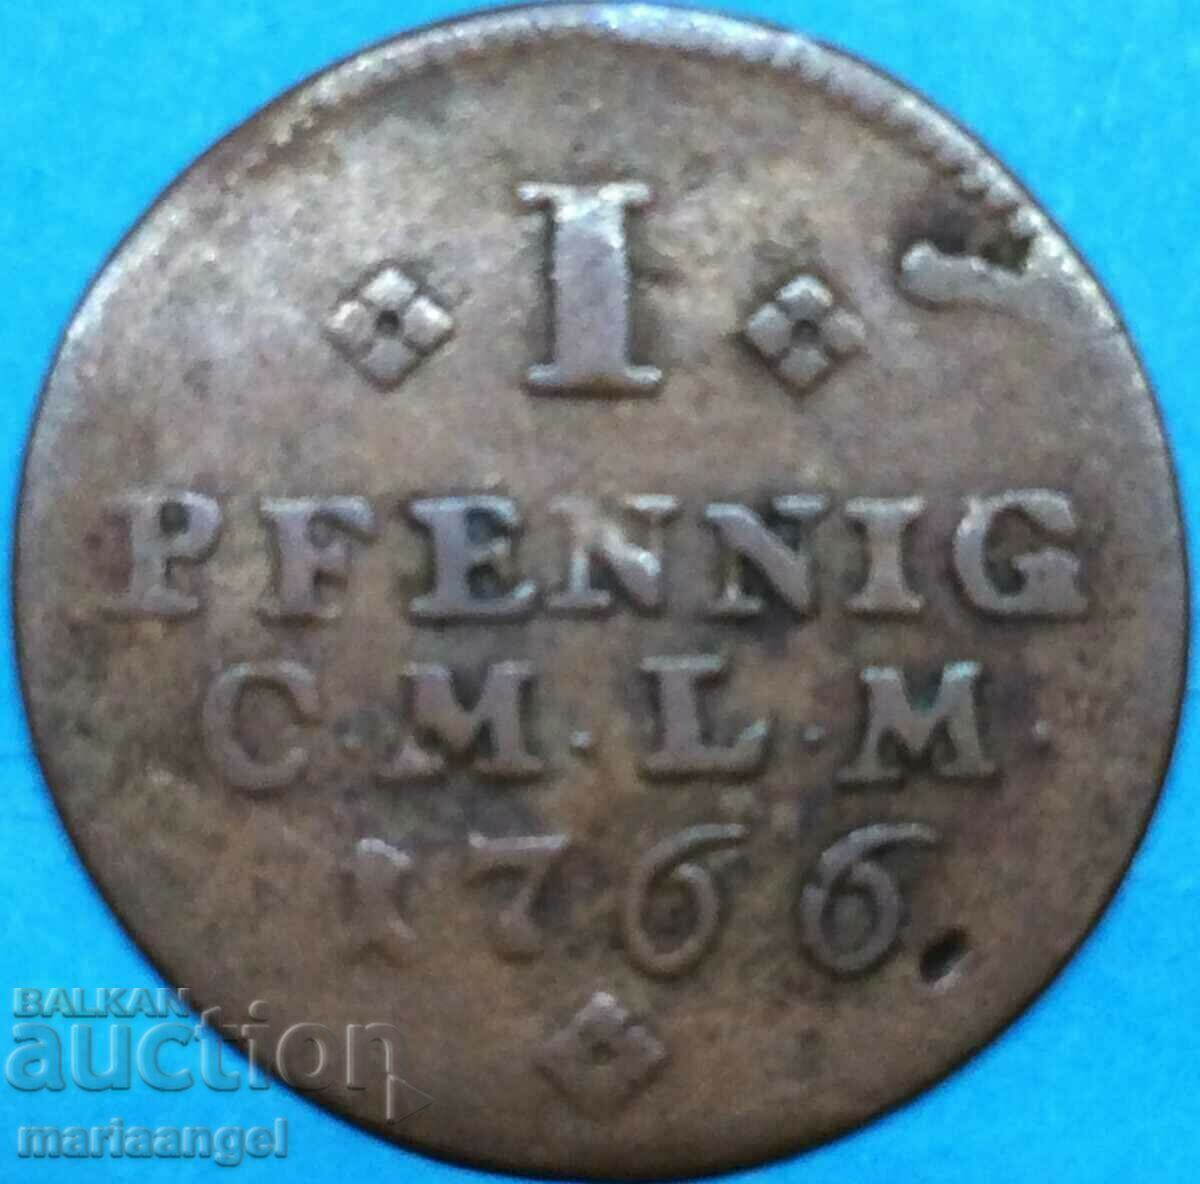 I
PFENNIG
C·M·L·M·
1766
BALKAN
auction
mariaangel